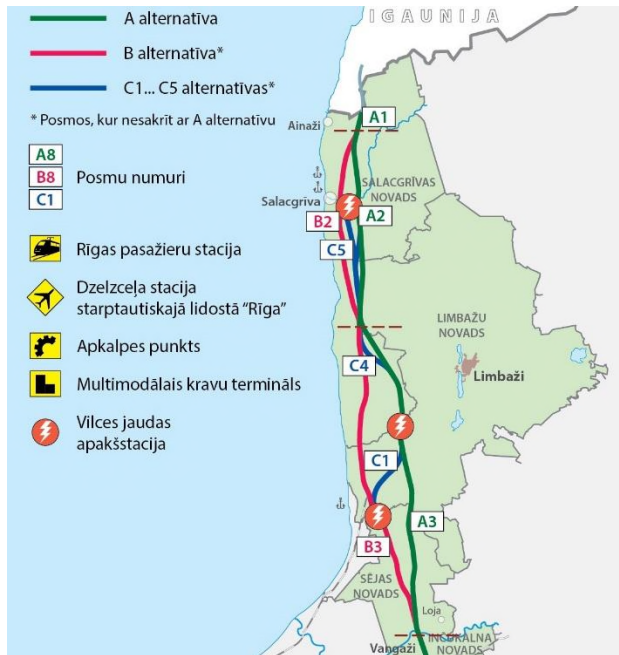 A alternatīva
B alternatīva*
C1... C5 alternatīvas*
* Posmos, kur nesakrīt ar A alternatīvu
A8
B8
C1
Posmu numuri
Rīgas pasažieru stacija
Dzelzceļa stacija
starptautiskajā lidostā "Rīga"
Apkalpes punkts
Multimodālais kravu termināls
Vilces jaudas
apakšstacija
IGAUNIJA
Ainaži
A1
SALACGRĪVAS
NOVADS
Salacgrīva
A2
B2
C5
LIMBAŽU
NOVADS
C4
Limbaži
C1
A3
B3
SĒJAS
NOVADS
Loja
INČUKALNA
NOVADS
Vangaži